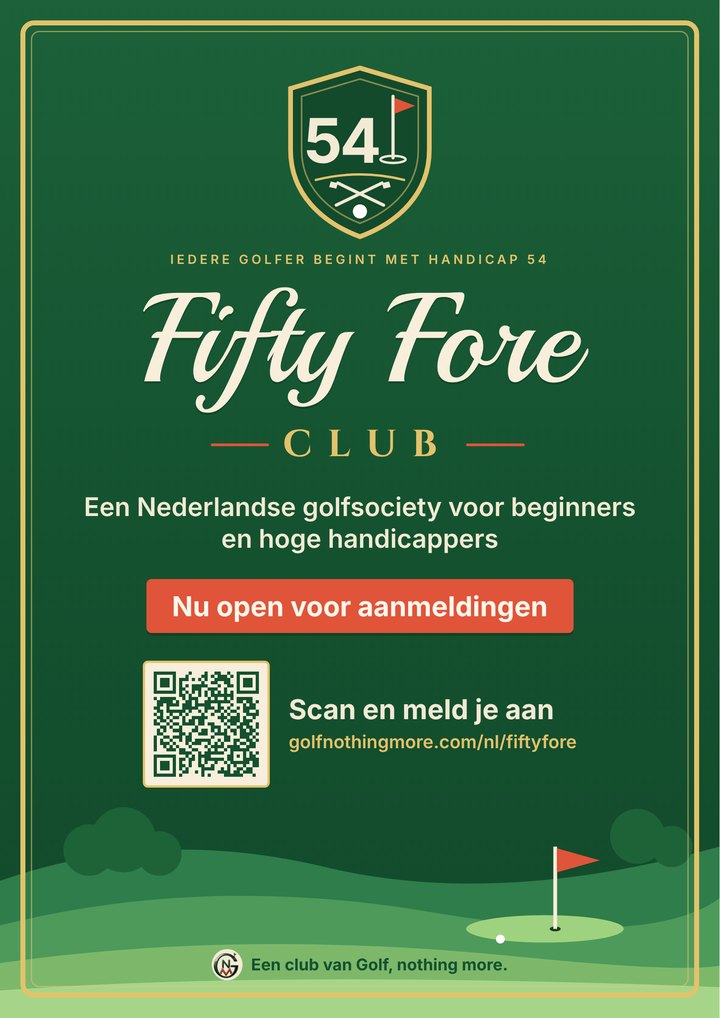 54
IEDERE GOLFER BEGINT MET HANDICAP 54
Fifty Fore
CLUB
Een Nederlandse golfsociety voor beginners
en hoge handicappers
Nu open voor aanmeldingen
Scan en meld je aan
golfnothingmore.com/nl/fiftyfore
GNM
Een club van Golf, nothing more.